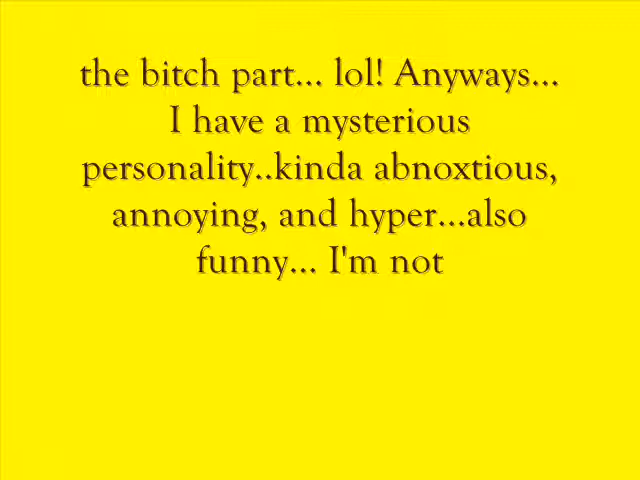 the bitch part... lol! Anyways...
I have a mysterious
personality..kinda abnoxtious,
annoying, and hyper...also
funny... I'm not